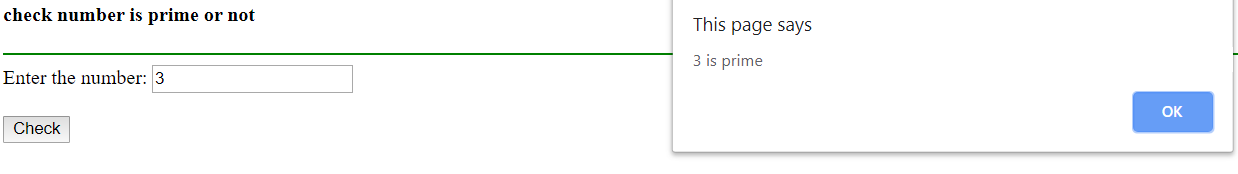 check number is prime or not
Enter the number: 3
Check
This page says
3 is prime
OK